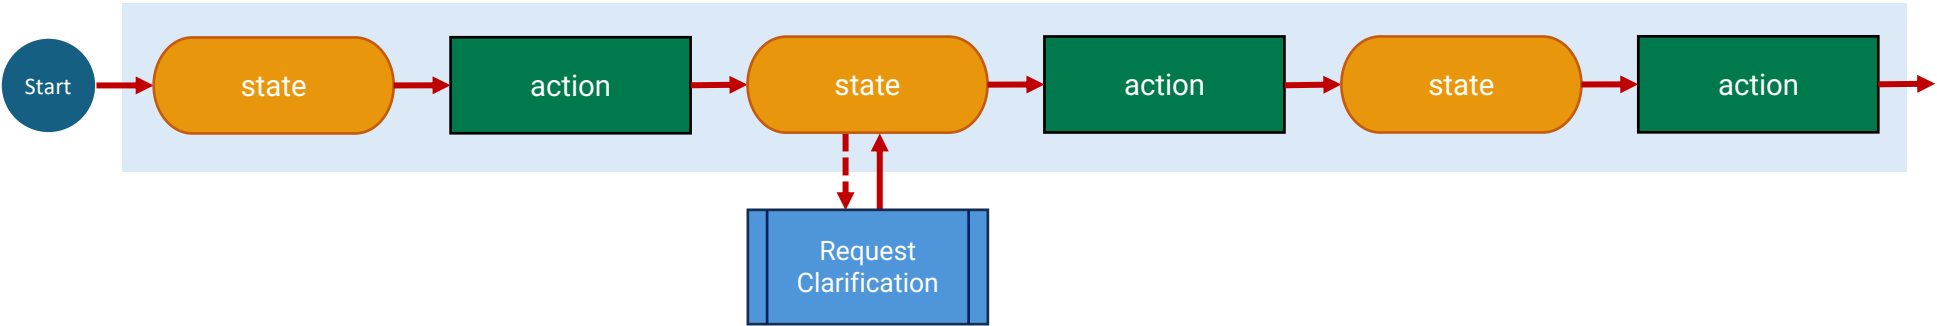 Start
state
action
state
action
state
action
Request
Clarification